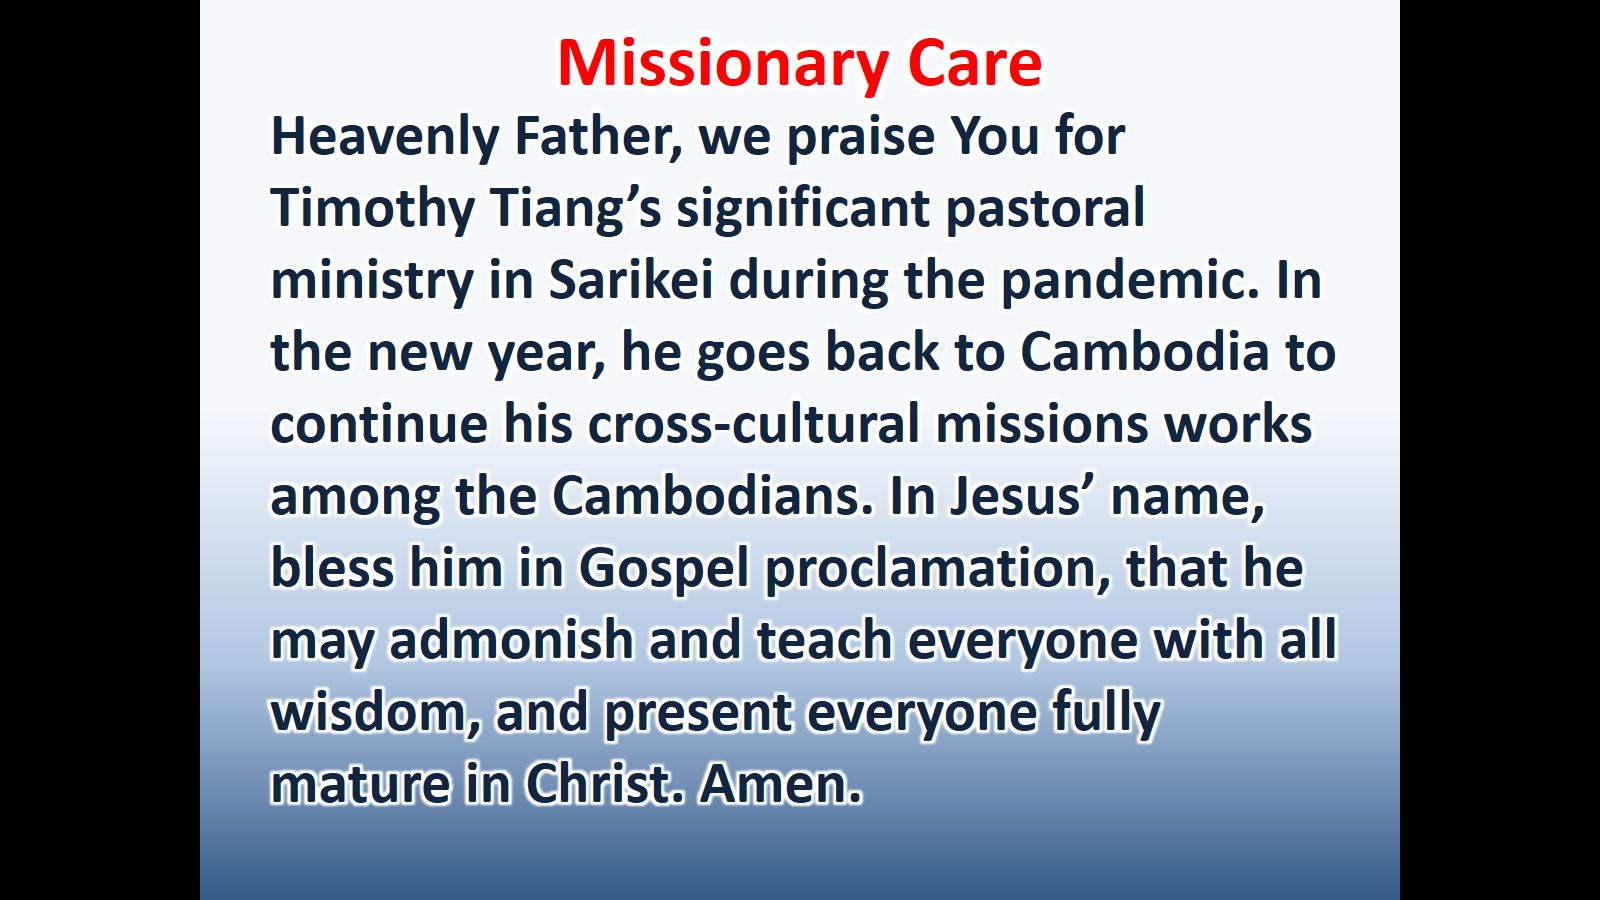 Missionary Care
Heavenly Father, we praise You for
Timothy Tiang’s significant pastoral
ministry in Sarikei during the pandemic. In
the new year, he goes back to Cambodia to
continue his cross-cultural missions works
among the Cambodians. In Jesus’ name,
bless him in Gospel proclamation, that he
may admonish and teach everyone with all
wisdom, and present everyone fully
mature in Christ. Amen.